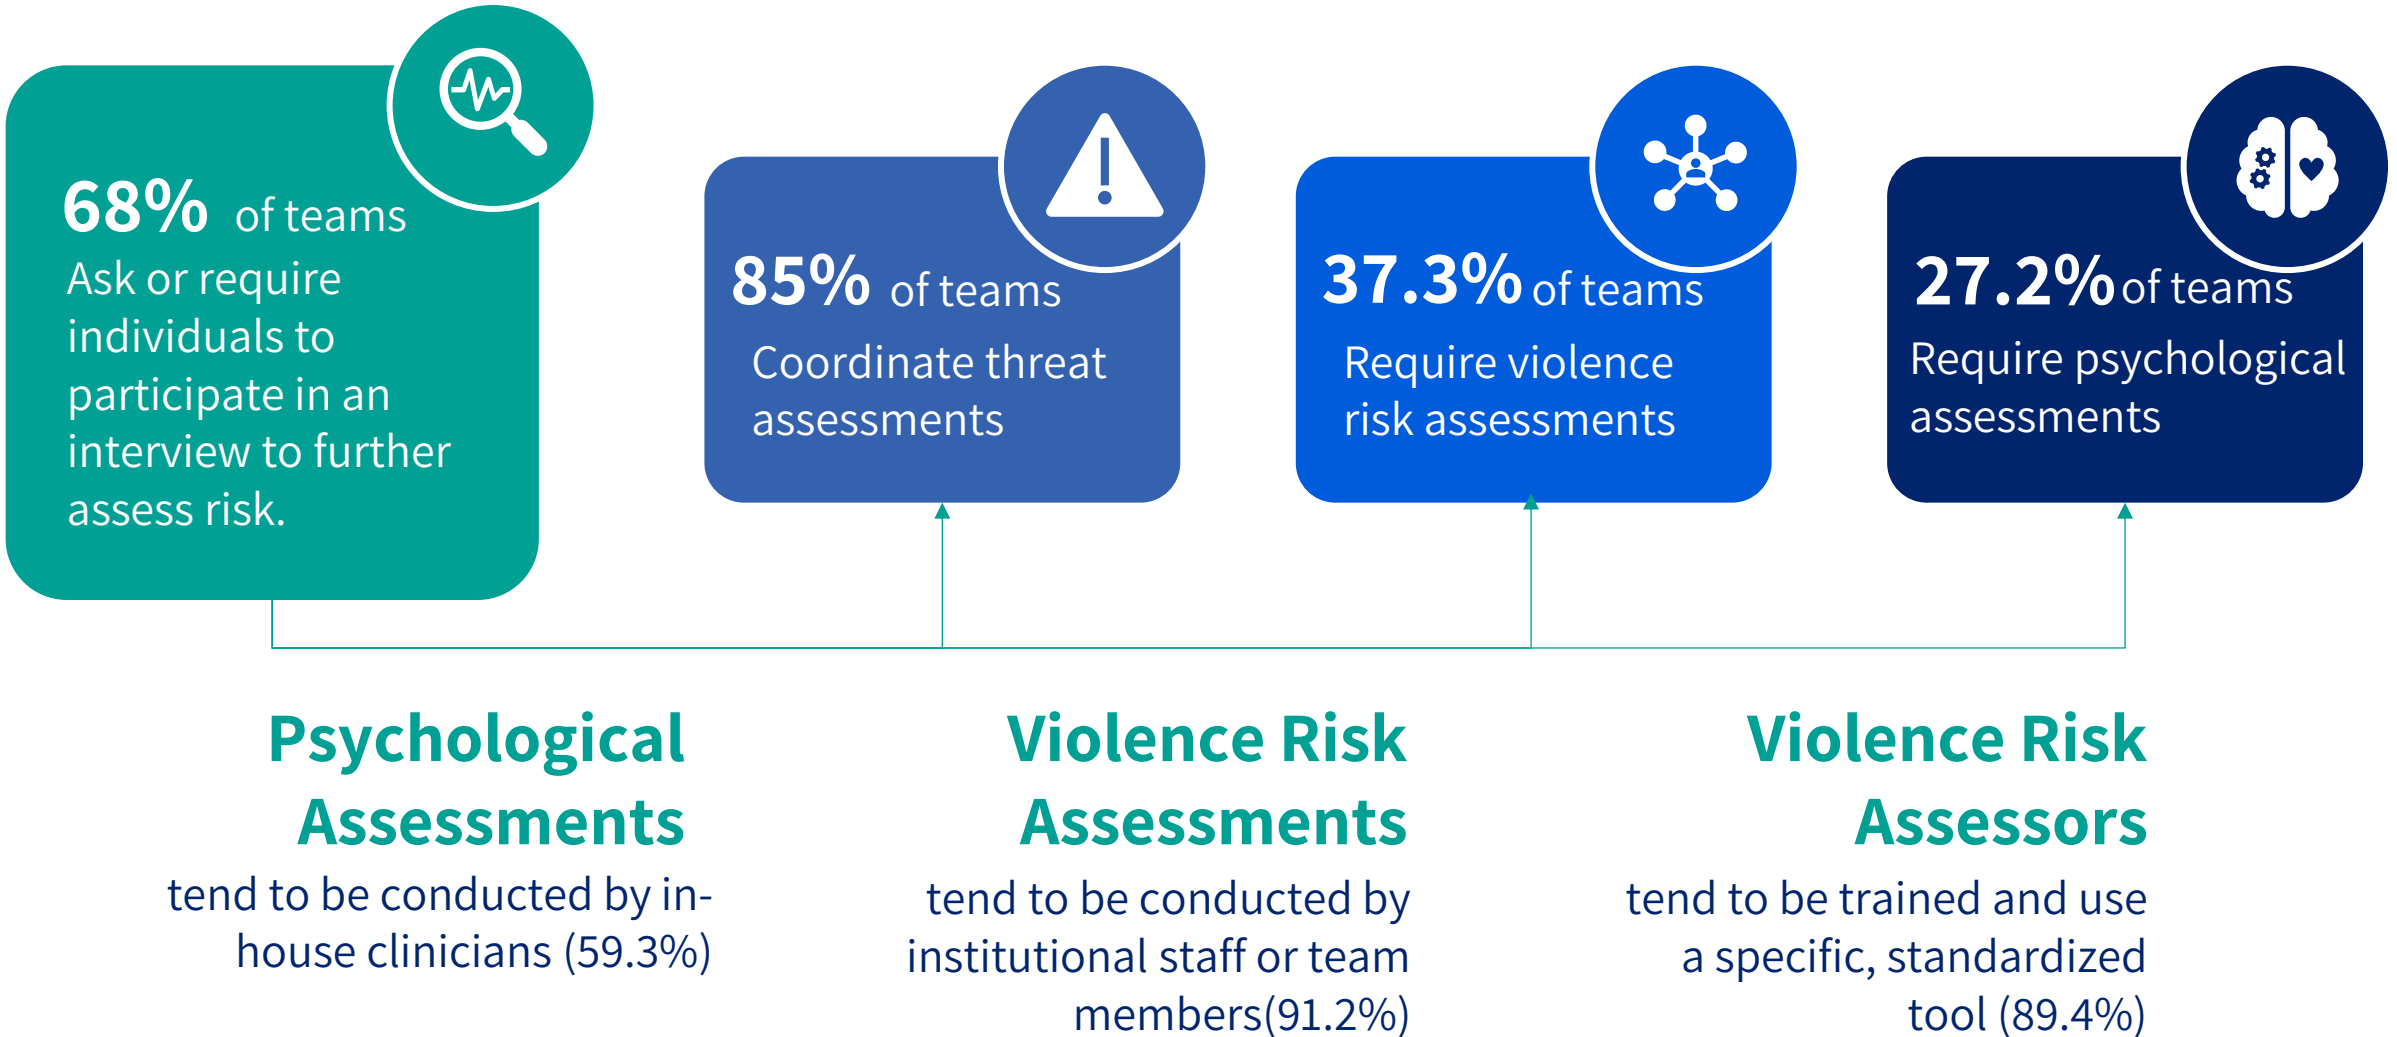 68% of teams
Ask or require
individuals to
participate in an
interview to further
assess risk.
85% of teams
Coordinate threat
assessments
37.3% of teams
Require violence
risk assessments
27.2% of teams
Require psychological
assessments
Psychological
Assessments
tend to be conducted by in-
house clinicians (59.3%)
Violence Risk
Assessments
tend to be conducted by
institutional staff or team
members(91.2%)
Violence Risk
Assessors
tend to be trained and use
a specific, standardized
tool (89.4%)